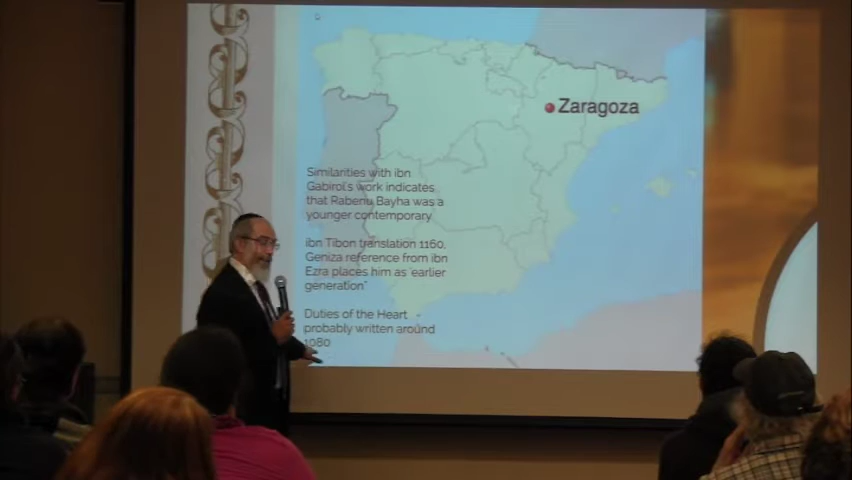 Zaragoza
Similarities with ibn
Gabirol's work indicates
that Rabenu Bayha was a
younger contemporary
ibn Tibon translation 1160,
Geniza reference from ibn
Ezra places him as 'earlier
generation"
Duties of the Heart -
probably written around
1080